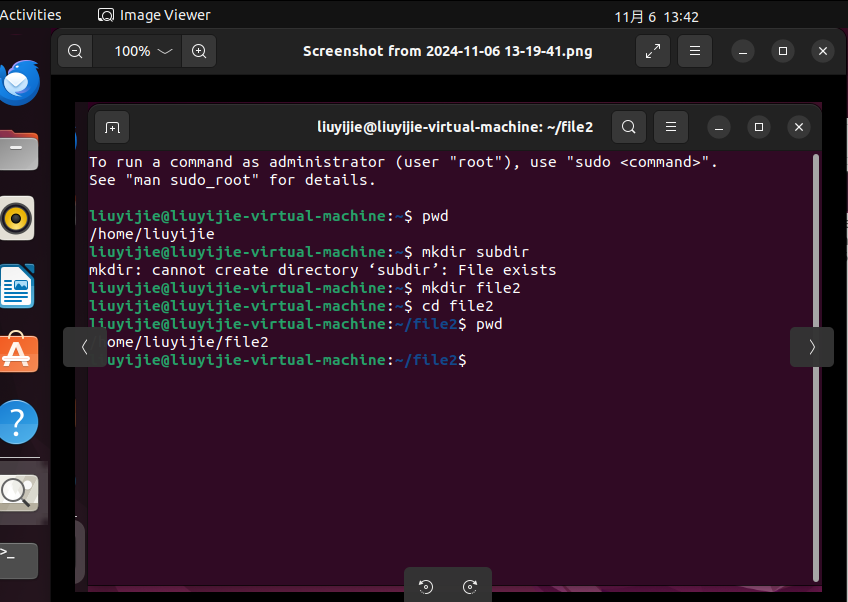 Activities
Image Viewer
11月 6 13:42
100%
Screenshot from 2024-11-06 13-19-41.png
liuyijie@liuyijie-virtual-machine: ~/file2
To run a command as administrator (user "root"), use "sudo <command>".
See "man sudo_root" for details.
liuyijie@liuyijie-virtual-machine:~$ pwd
/home/liuyijie
liuyijie@liuyijie-virtual-machine:~$ mkdir subdir
mkdir: cannot create directory ‘subdir’: File exists
liuyijie@liuyijie-virtual-machine:~$ mkdir file2
liuyijie@liuyijie-virtual-machine:~$ cd file2
liuyijie@liuyijie-virtual-machine:~/file2$ pwd
/home/liuyijie/file2
liuyijie@liuyijie-virtual-machine:~/file2$